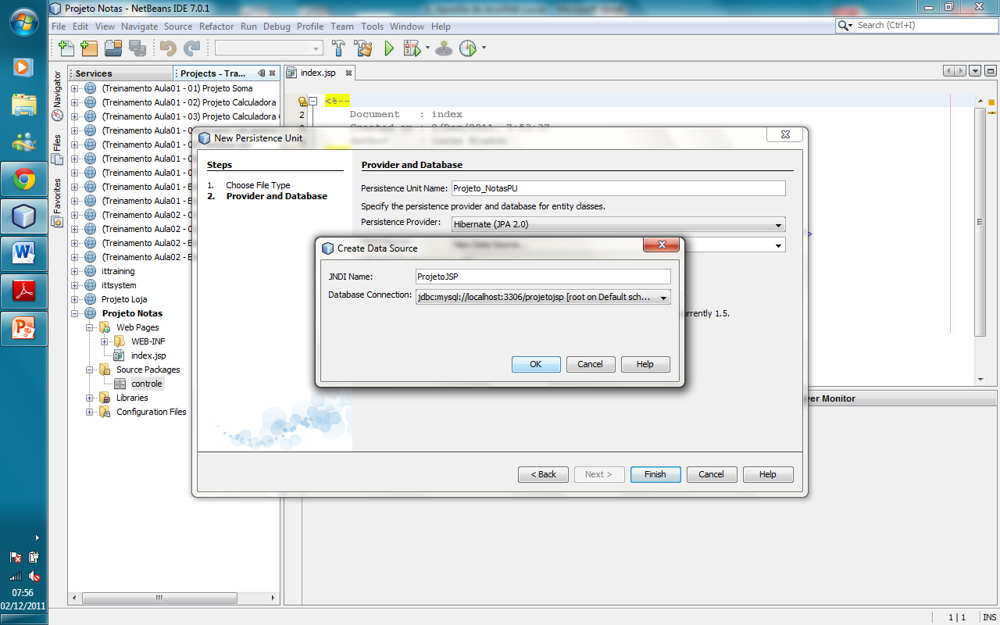 Projeto Notas - NetBeans IDE 7.0.1
File Edit View Navigate Source Refactor Run Debug Profile Team Tools Window Help
Search (Ctrl+I)
Navigator
Files
Favorites
Services
Projects - Tra...
(Treinamento Aula01 - 01) Projeto Soma
(Treinamento Aula01 - 02) Projeto Calculadora
(Treinamento Aula01 - 03) Projeto Calculadora
(Treinamento Aula01 - 0
(Treinamento Aula01 - 0
(Treinamento Aula01 - 0
(Treinamento Aula01 - 0
(Treinamento Aula01 - E
(Treinamento Aula01 - E
(Treinamento Aula02 - 0
(Treinamento Aula02 - 0
(Treinamento Aula02 - E
(Treinamento Aula02 - E
ittraining
ittsystem
Projeto Loja
Projeto Notas
Web Pages
WEB-INF
index.jsp
Source Packages
controle
Libraries
Configuration Files
index.jsp
<%--
2 Document : index
New Persistence Unit
Steps
1. Choose File Type
2. Provider and Database
Provider and Database
Persistence Unit Name: Projeto_NotasPU
Specify the persistence provider and database for entity classes.
Persistence Provider: Hibernate (JPA 2.0)
Create Data Source
JNDI Name: ProjetoJSP
Database Connection: jdbc:mysql://localhost:3306/projetojsp [root on Default sch...
OK Cancel Help
urrently 1.5.
< Back Next > Finish Cancel Help
er Monitor
07:56
02/12/2011
1 | 1 INS